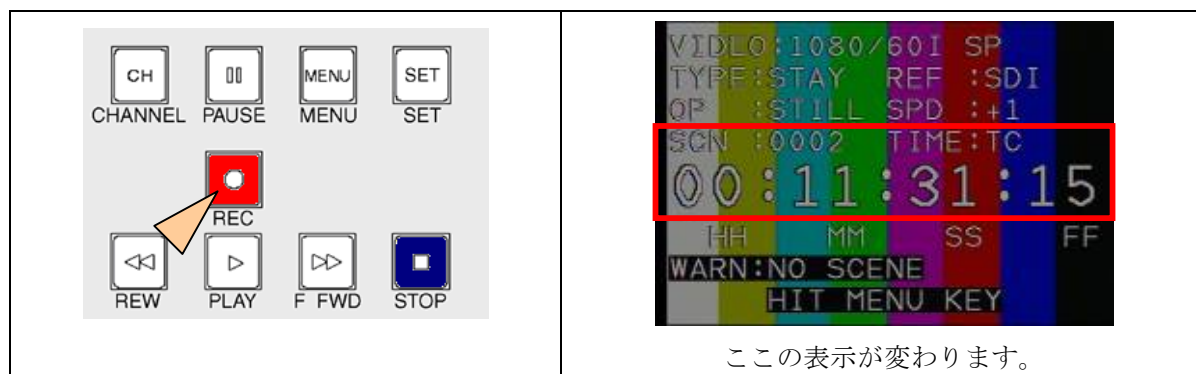 CH
MENU
SET
CHANNEL PAUSE MENU SET
REC
REW PLAY F FWD STOP
VIDEO:1080/60I SP
TYPE:STAY REF :SDI
OP :STILL SPD :+1
SCN :0002 TIME:TC
00:11:31:15
HH MM SS FF
WARN:NO SCENE
HIT MENU KEY
ここの表示が変わります。